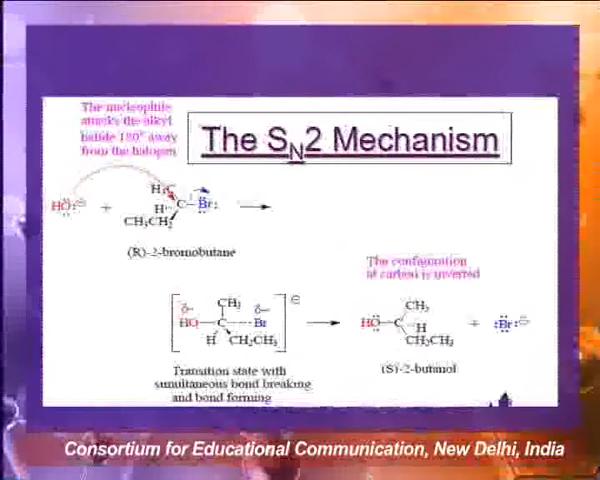 The nucleophile
attacks the alkyl
halide 180° away
from the halogen
The SN2 Mechanism
H₃C
HO:⊖ + C–Br:
H
CH₃CH₂
(R)-2-bromobutane
The configuration
at carbon is inverted
δ– CH₃ δ– ⊖
HO C Br
H CH₂CH₃
CH₃
HO–C + :Br:⊖
H
CH₂CH₃
Transition state with
simultaneous bond breaking
and bond forming
(S)-2-butanol
Consortium for Educational Communication, New Delhi, India